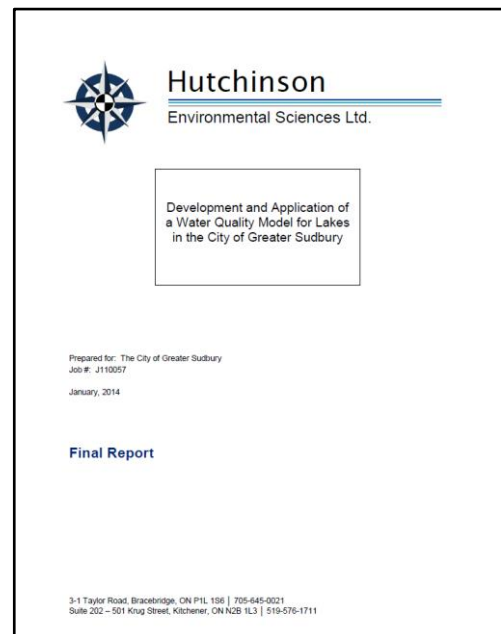 Hutchinson
Environmental Sciences Ltd.
Development and Application of
a Water Quality Model for Lakes
in the City of Greater Sudbury
Prepared for: The City of Greater Sudbury
Job #: J110057
January, 2014
Final Report
3-1 Taylor Road, Bracebridge, ON P1L 1S6 | 705-645-0021
Suite 202 – 501 Krug Street, Kitchener, ON N2B 1L3 | 519-576-1711